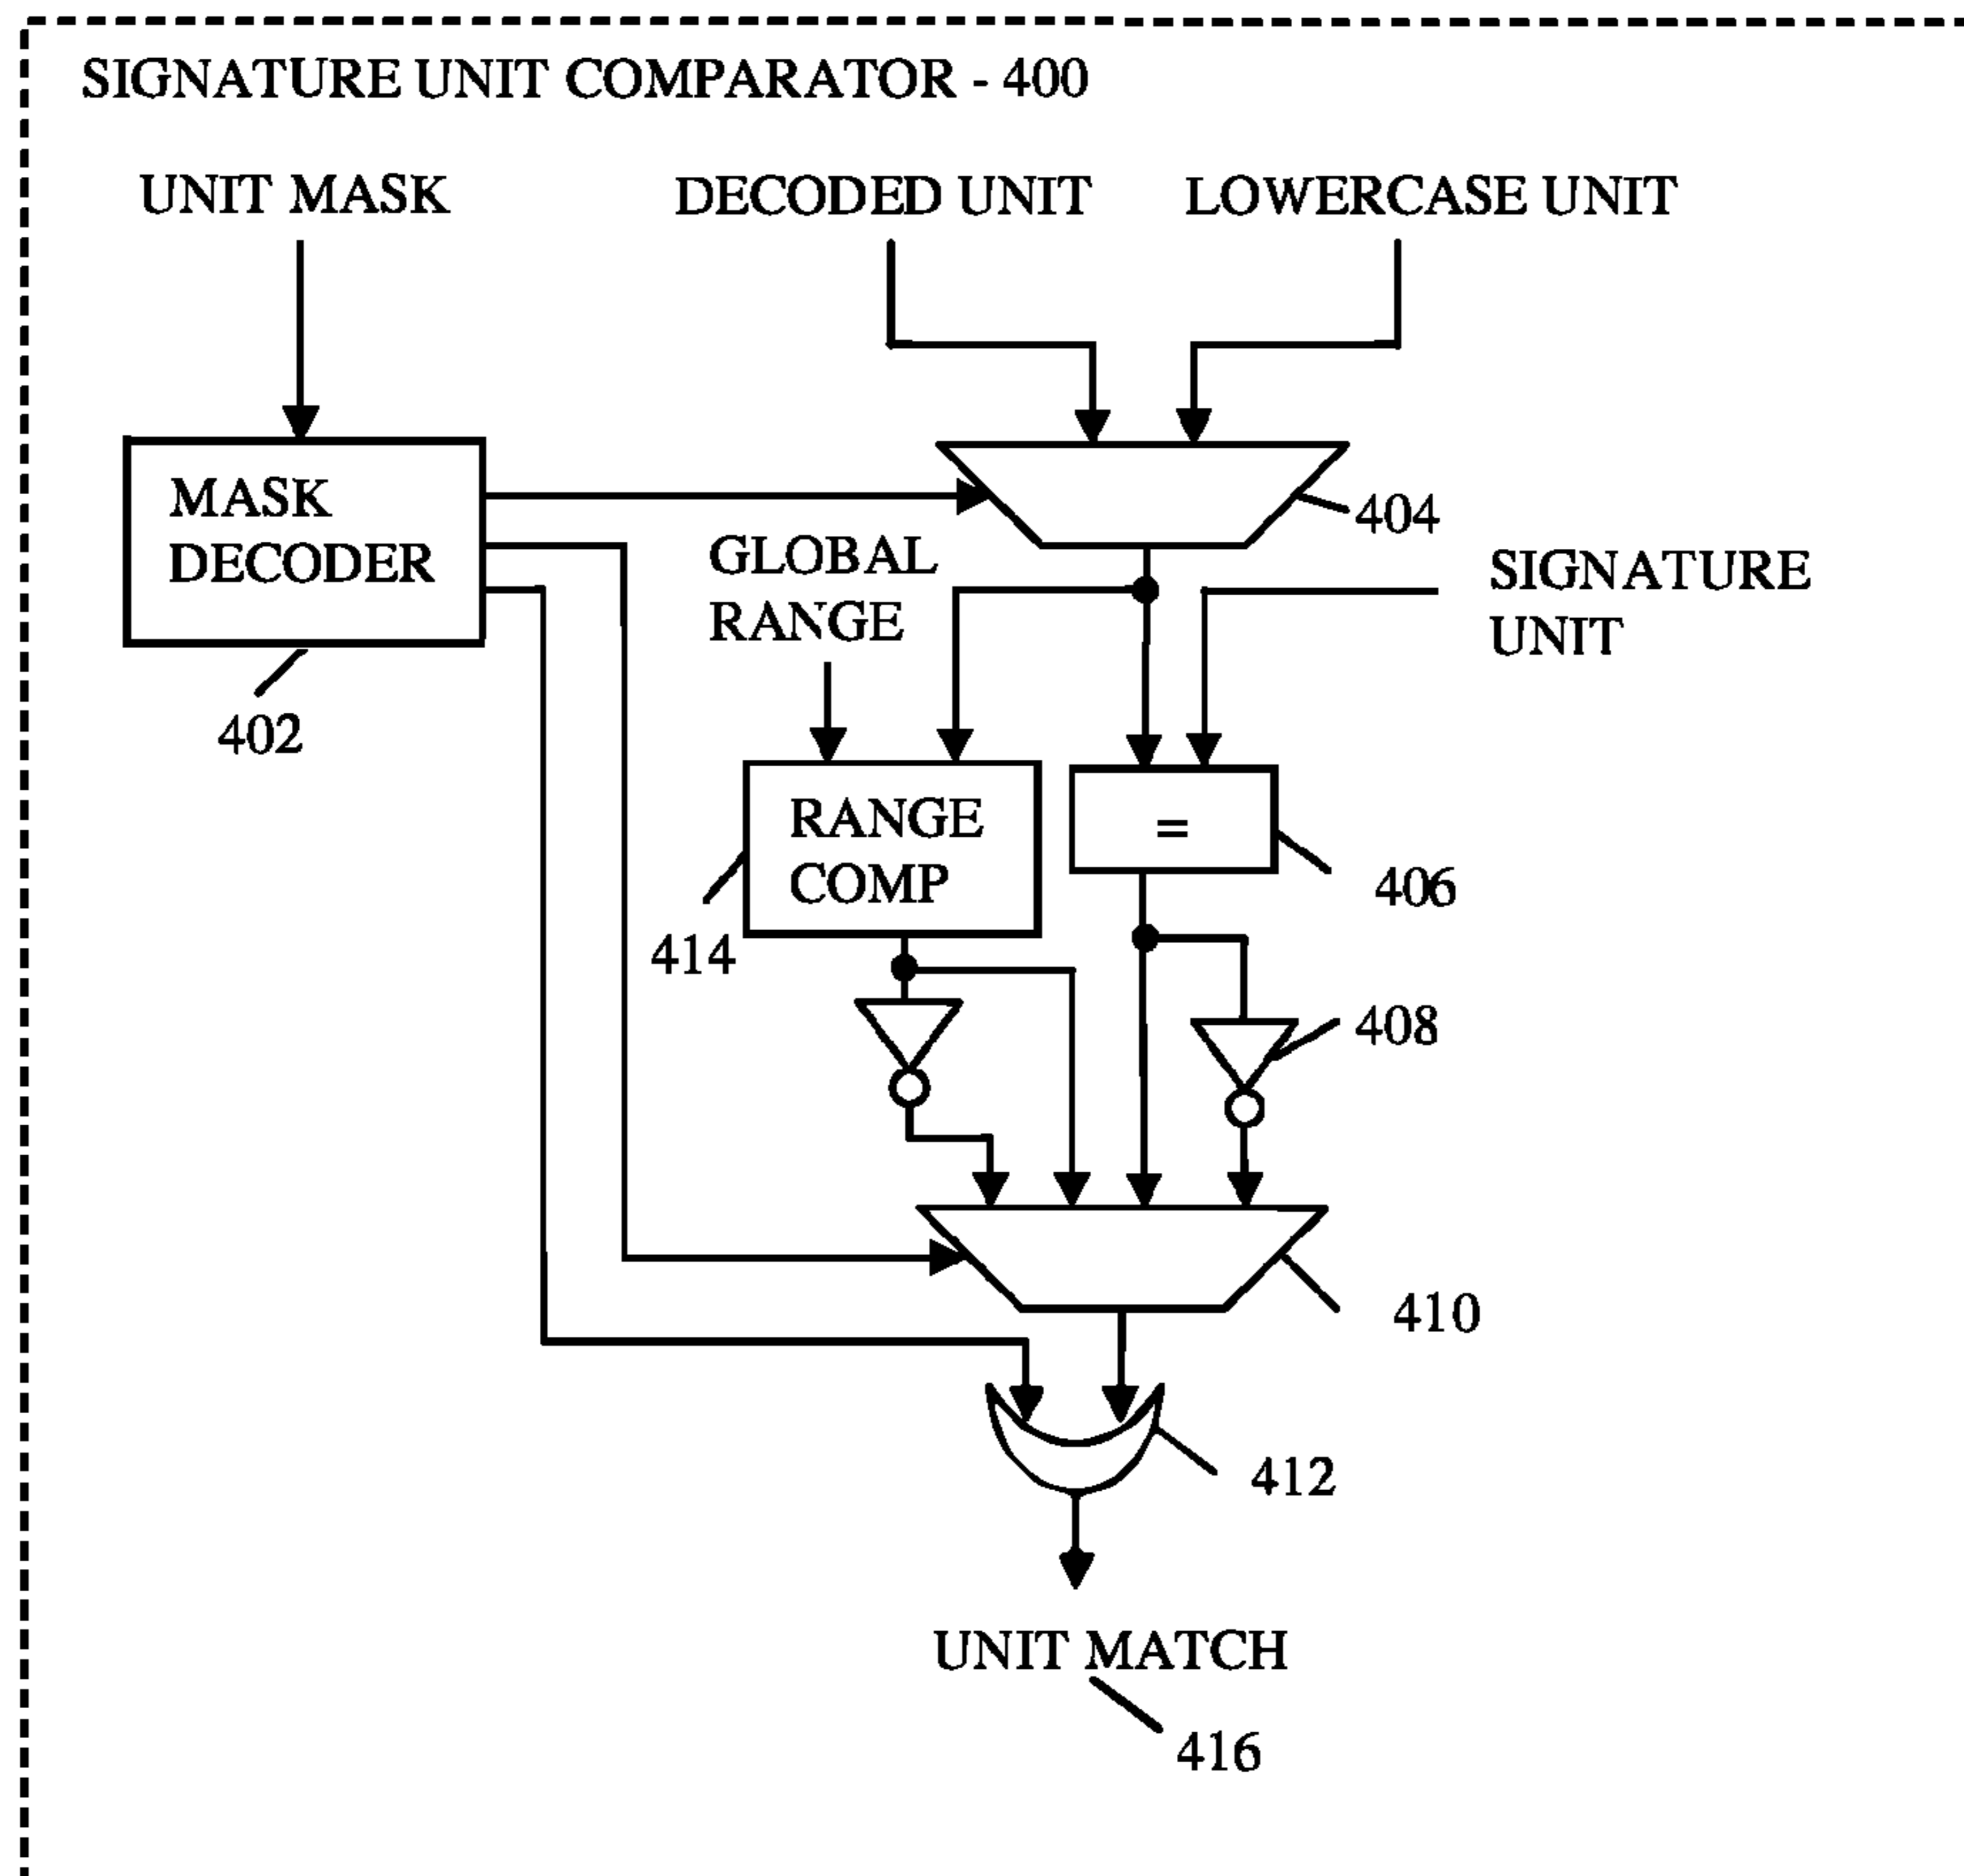 SIGNATURE UNIT COMPARATOR - 400
UNIT MASK
DECODED UNIT
LOWERCASE UNIT
MASK
DECODER
404
GLOBAL
RANGE
SIGNATURE
UNIT
402
RANGE
COMP
=
406
414
408
410
412
UNIT MATCH
416